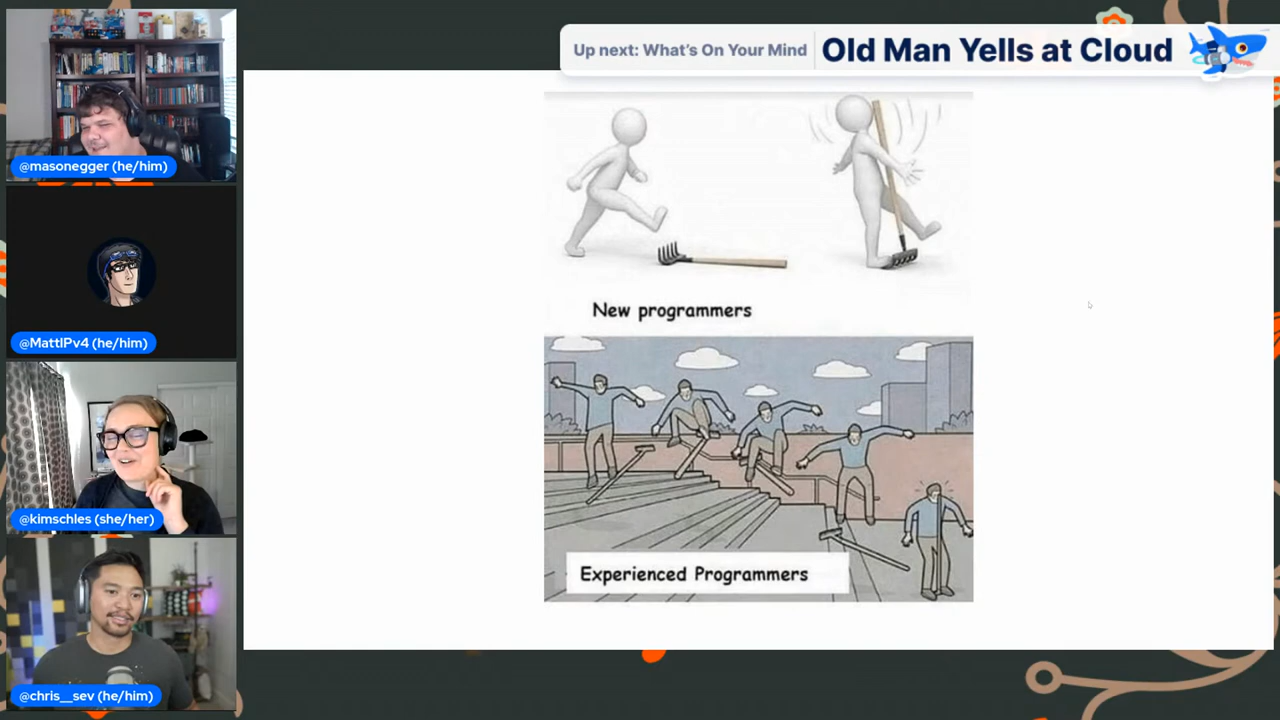 Up next: What's On Your Mind
Old Man Yells at Cloud
@masonegger (he/him)
@MattIPv4 (he/him)
@kimschles (she/her)
@chris__sev (he/him)
New programmers
Experienced Programmers